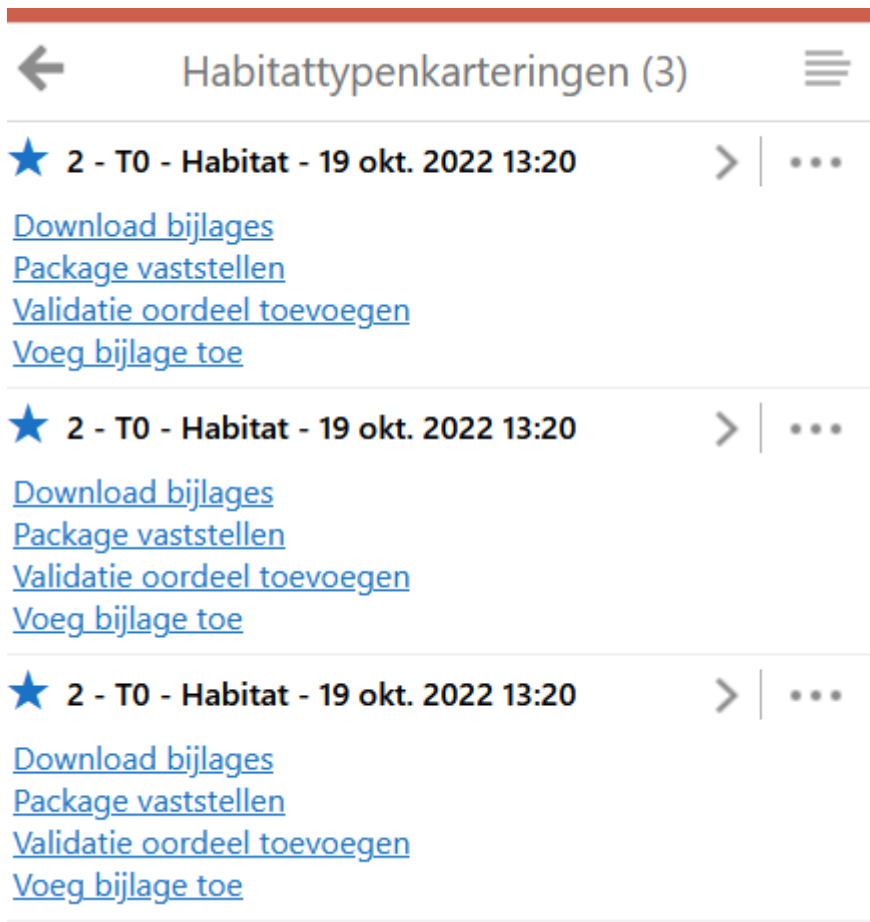 Habitattypenkarteringen (3)
2 - T0 - Habitat - 19 okt. 2022 13:20
Download bijlages
Package vaststellen
Validatie oordeel toevoegen
Voeg bijlage toe
2 - T0 - Habitat - 19 okt. 2022 13:20
Download bijlages
Package vaststellen
Validatie oordeel toevoegen
Voeg bijlage toe
2 - T0 - Habitat - 19 okt. 2022 13:20
Download bijlages
Package vaststellen
Validatie oordeel toevoegen
Voeg bijlage toe